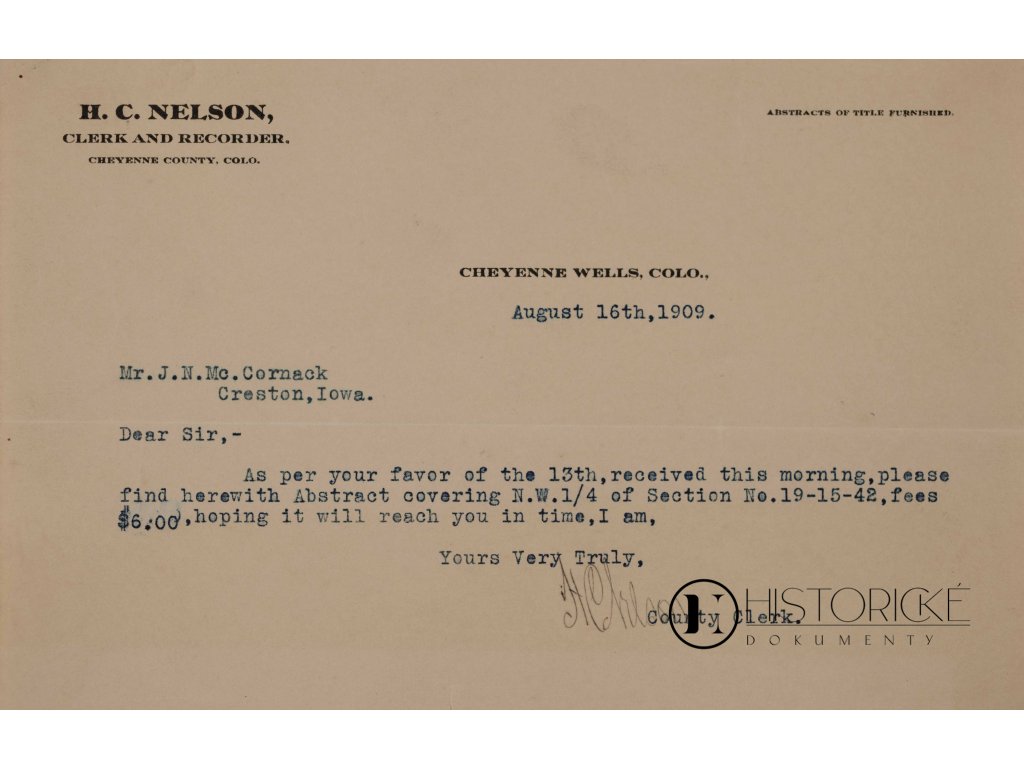 H. C. NELSON,
CLERK AND RECORDER.
CHEYENNE COUNTY, COLO.
ABSTRACTS OF TITLE FURNISHED.
CHEYENNE WELLS, COLO.,
August 16th,1909.
Mr.J.N.Mc.Cornack
Creston,Iowa.
Dear Sir,-
As per your favor of the 13th,received this morning,please
find herewith Abstract covering N.W.1/4 of Section No.19-15-42,fees
$6.00,hoping it will reach you in time,I am,
Yours Very Truly,
H C Nelson
County Clerk.
HISTORICKÉ
DOKUMENTY